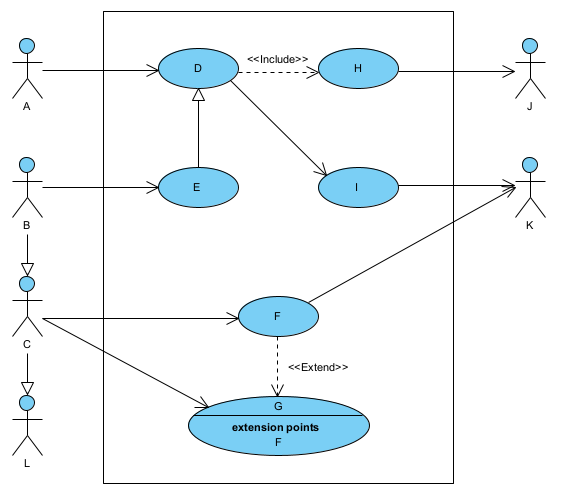 D
<<Include>>
H
A
J
E
I
B
K
F
C
<<Extend>>
G
extension points
F
L